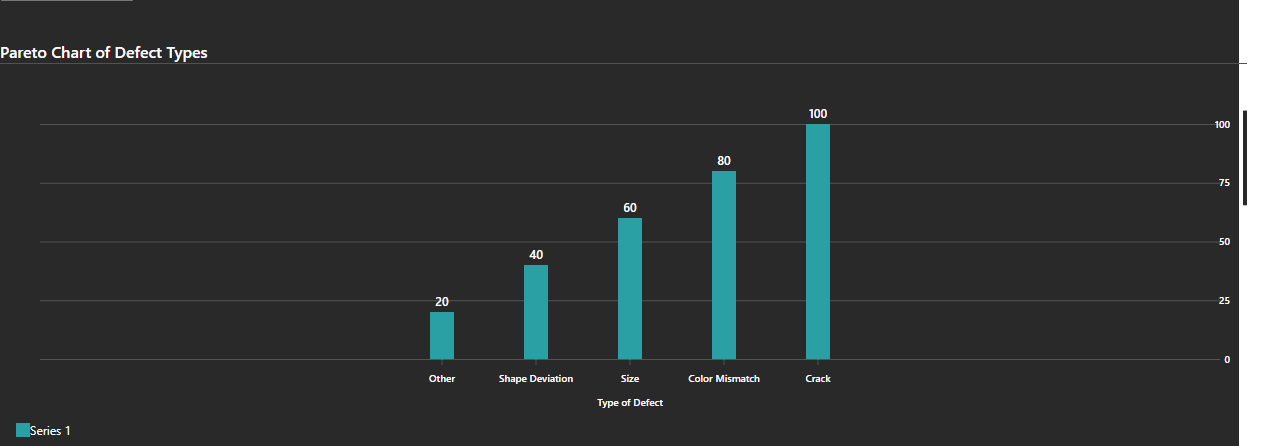 Pareto Chart of Defect Types
100
100
80
75
60
50
40
20
25
0
Other Shape Deviation Size Color Mismatch Crack
Type of Defect
Series 1